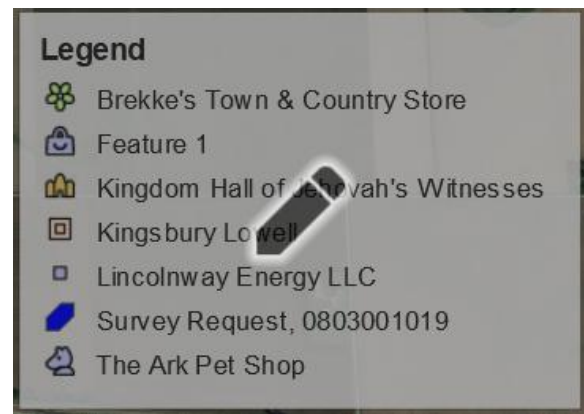 Legend
Brekke's Town & Country Store
Feature 1
Kingdom Hall of Jehovah's Witnesses
Kingsbury Lowell
Lincolnway Energy LLC
Survey Request, 0803001019
The Ark Pet Shop